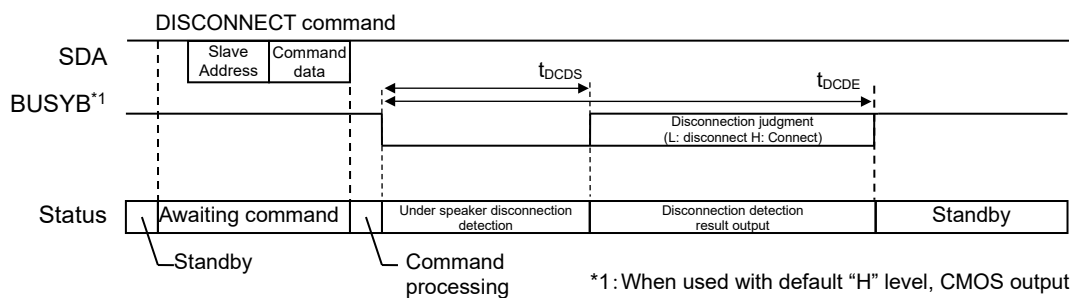 DISCONNECT command
SDA
Slave
Address
Command
data
tDCDS
tDCDE
BUSYB*1
Disconnection judgment
(L: disconnect H: Connect)
Status
Awaiting command
Under speaker disconnection
detection
Disconnection detection
result output
Standby
Standby
Command
processing
*1:When used with default “H” level, CMOS output